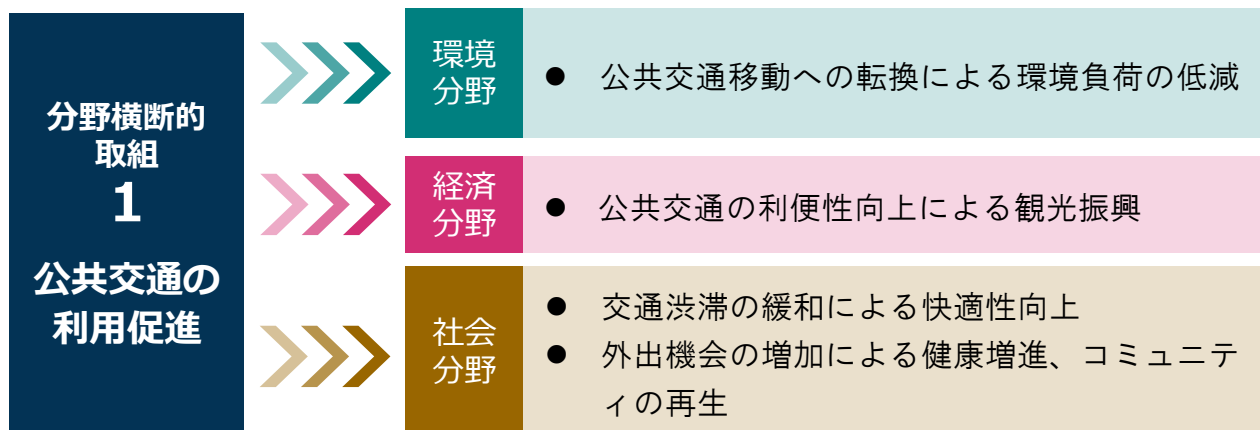 分野横断的
取組
1
公共交通の
利用促進
環境
分野
● 公共交通移動への転換による環境負荷の低減
経済
分野
● 公共交通の利便性向上による観光振興
社会
分野
● 交通渋滞の緩和による快適性向上
● 外出機会の増加による健康増進、コミュニテ
ィの再生